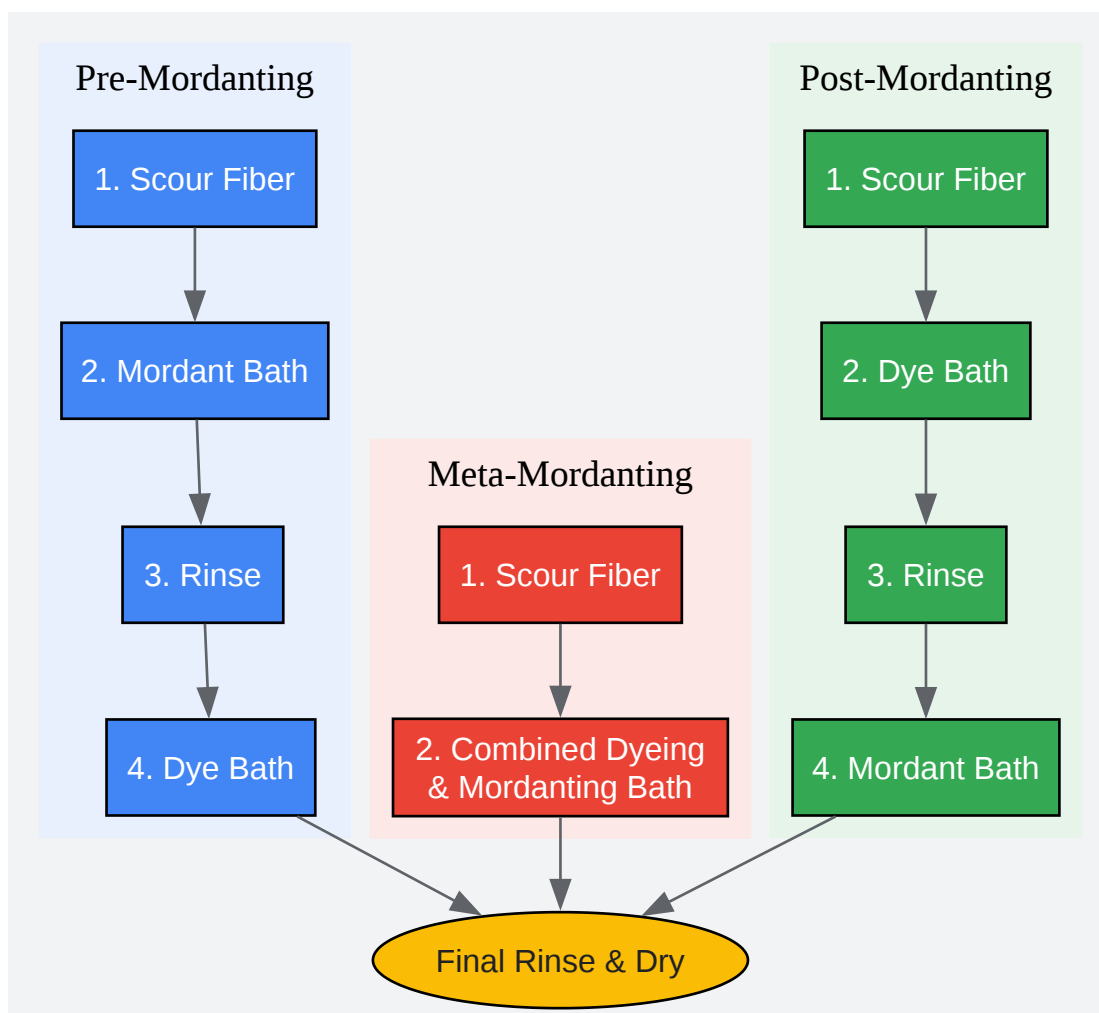 Pre-Mordanting
1. Scour Fiber
2. Mordant Bath
3. Rinse
4. Dye Bath
Meta-Mordanting
1. Scour Fiber
2. Combined Dyeing
& Mordanting Bath
Post-Mordanting
1. Scour Fiber
2. Dye Bath
3. Rinse
4. Mordant Bath
Final Rinse & Dry